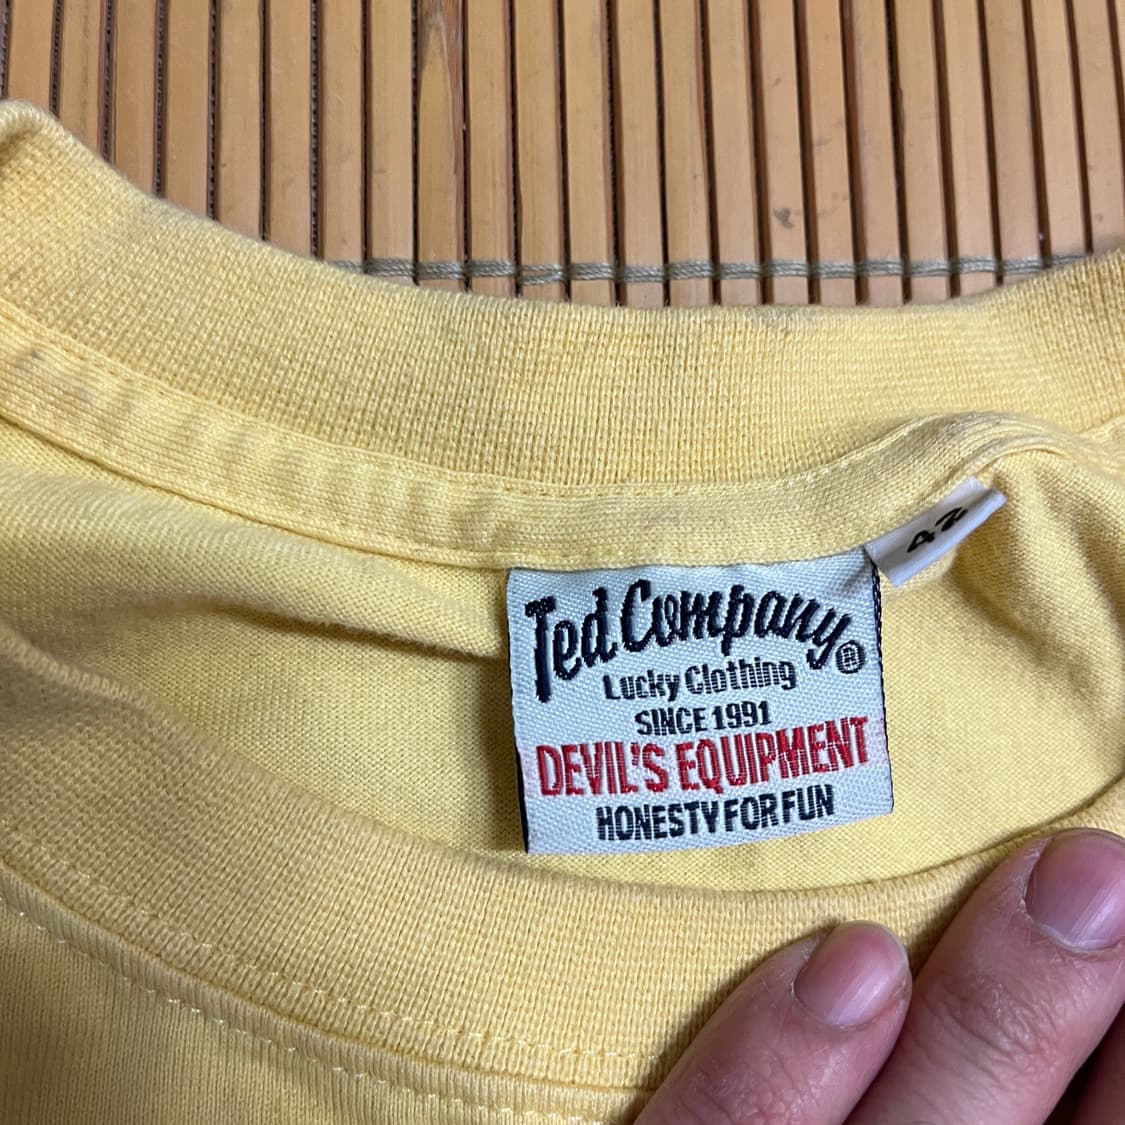 42
Ted Company®
Lucky Clothing
SINCE 1991
DEVIL'S EQUIPMENT
HONESTY FOR FUN